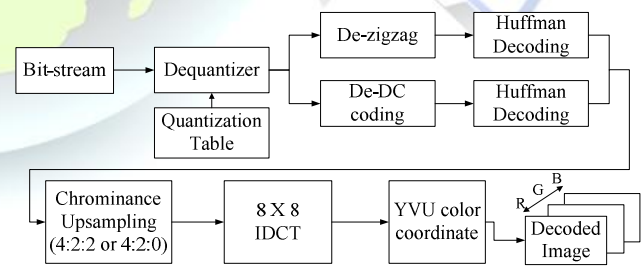 Bit-stream
Dequantizer
Quantization
Table
De-zigzag
Huffman
Decoding
De-DC
coding
Huffman
Decoding
Chrominance
Upsampling
(4:2:2 or 4:2:0)
8 X 8
IDCT
YVU color
coordinate
R G B
Decoded
Image